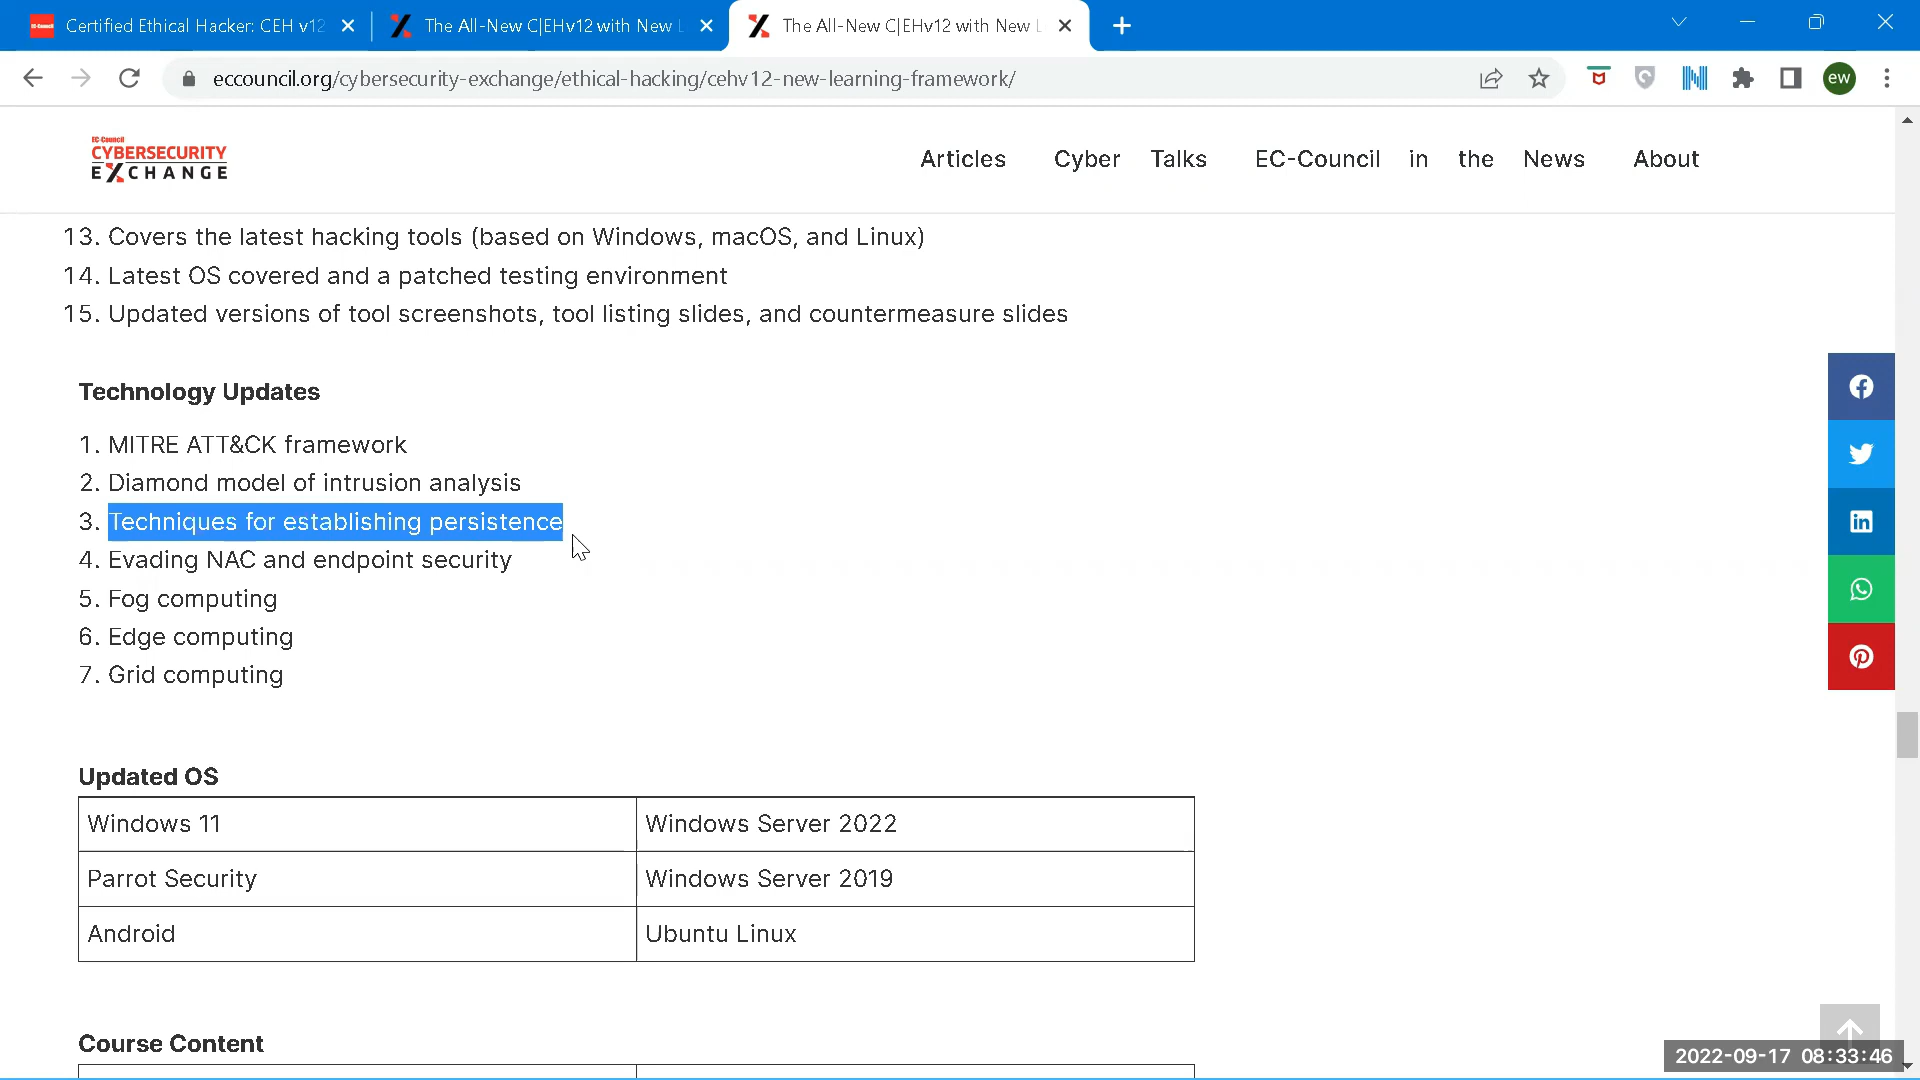 Certified Ethical Hacker: CEH v12
The All-New C|EHv12 with New L
The All-New C|EHv12 with New L
eccouncil.org/cybersecurity-exchange/ethical-hacking/cehv12-new-learning-framework/
ew
EC-Council
CYBERSECURITY
EXCHANGE
Articles Cyber Talks EC-Council in the News About
13. Covers the latest hacking tools (based on Windows, macOS, and Linux)
14. Latest OS covered and a patched testing environment
15. Updated versions of tool screenshots, tool listing slides, and countermeasure slides
Technology Updates
1. MITRE ATT&CK framework
2. Diamond model of intrusion analysis
3. Techniques for establishing persistence
4. Evading NAC and endpoint security
5. Fog computing
6. Edge computing
7. Grid computing
Updated OS
Windows 11 Windows Server 2022
Parrot Security Windows Server 2019
Android Ubuntu Linux
Course Content
2022-09-17 08:33:46